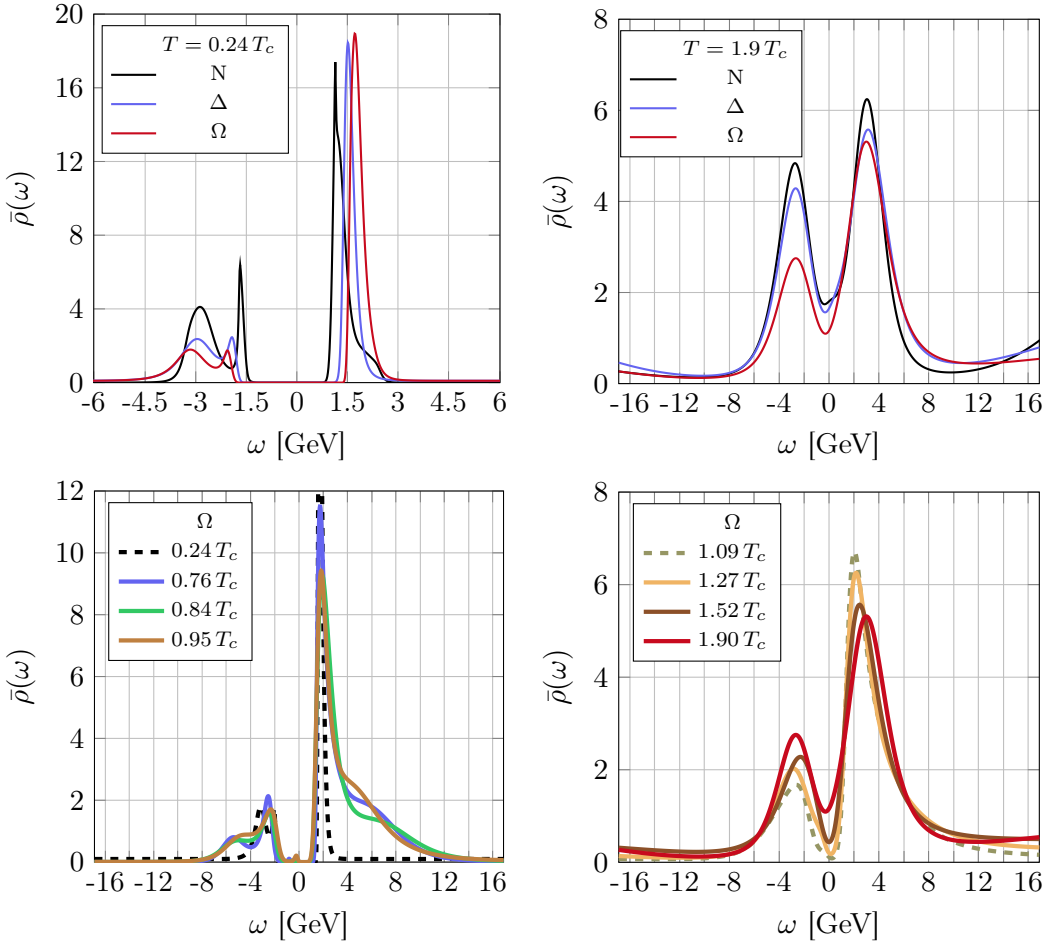 20
16
12
8
4
0
ρ̄(ω)
T = 0.24 T_c
N
Δ
Ω
-6 -4.5 -3 -1.5 0 1.5 3 4.5 6
ω [GeV]
8
6
4
2
0
ρ̄(ω)
T = 1.9 T_c
N
Δ
Ω
-16 -12 -8 -4 0 4 8 12 16
ω [GeV]
12
10
8
6
4
2
0
ρ̄(ω)
Ω
0.24 T_c
0.76 T_c
0.84 T_c
0.95 T_c
-16 -12 -8 -4 0 4 8 12 16
ω [GeV]
8
6
4
2
0
ρ̄(ω)
Ω
1.09 T_c
1.27 T_c
1.52 T_c
1.90 T_c
-16 -12 -8 -4 0 4 8 12 16
ω [GeV]